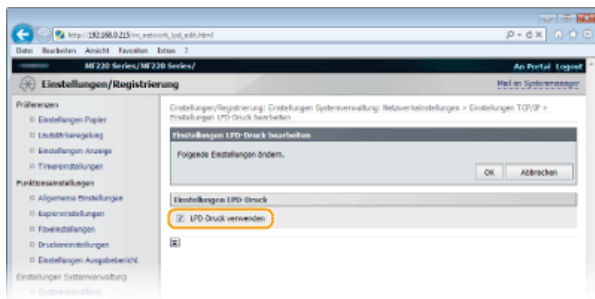 http://192.168.0.215/m_network_lpd_edit.html
Datei Bearbeiten Ansicht Favoriten Extras ?
MF220 Series/MF220 Series/
An Portal Logout
Einstellungen/Registrierung
Mail an Systemmanager
Präferenzen
Einstellungen Papier
Lautstärkeregelung
Einstellungen Anzeige
Timereinstellungen
Funktionseinstellungen
Allgemeine Einstellungen
Kopiereinstellungen
Faxeinstellungen
Druckereinstellungen
Einstellungen Ausgabebericht
Einstellungen Systemverwaltung
Systemverwaltung
Einstellungen/Registrierung: Einstellungen Systemverwaltung: Netzwerkeinstellungen > Einstellungen TCP/IP >
Einstellungen LPD-Druck bearbeiten
Einstellungen LPD-Druck bearbeiten
Folgende Einstellungen ändern.
OK Abbrechen
Einstellungen LPD-Druck
LPD-Druck verwenden